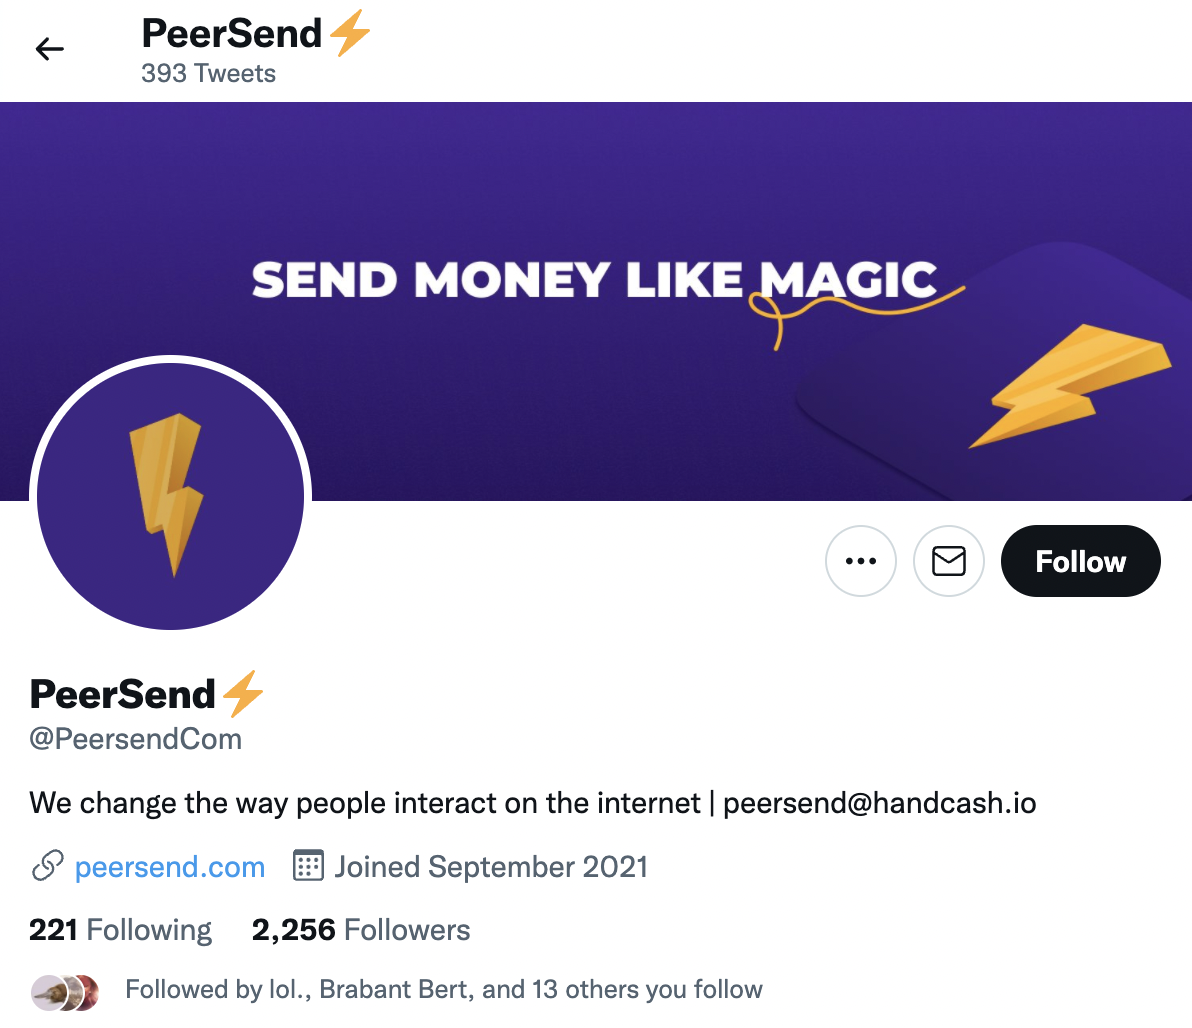 PeerSend⚡
393 Tweets
SEND MONEY LIKE MAGIC
Follow
PeerSend⚡
@PeersendCom
We change the way people interact on the internet | peersend@handcash.io
peersend.com Joined September 2021
221 Following 2,256 Followers
Followed by lol., Brabant Bert, and 13 others you follow